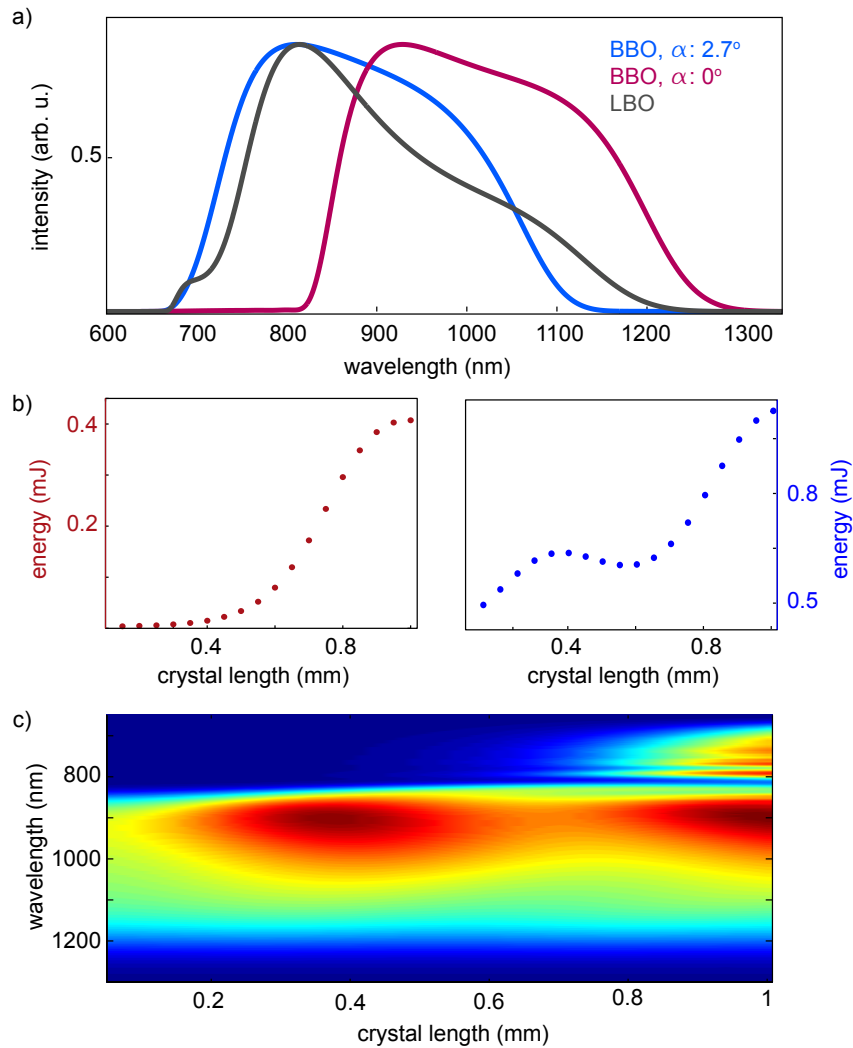 a)
intensity (arb. u.)
0.5
BBO, α: 2.7°
BBO, α: 0°
LBO
600 700 800 900 1000 1100 1200 1300
wavelength (nm)
b)
energy (mJ)
0.4
0.2
0.4 0.8
crystal length (mm)
0.8
0.5
energy (mJ)
0.4 0.8
crystal length (mm)
c)
wavelength (nm)
800
1000
1200
0.2 0.4 0.6 0.8 1
crystal length (mm)